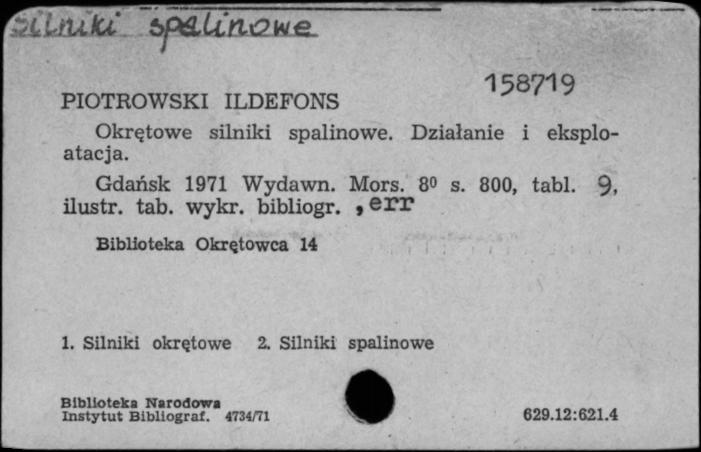 Silniki spalinowe
158719
PIOTROWSKI ILDEFONS
Okrętowe silniki spalinowe. Działanie i eksplo-
atacja.
Gdańsk 1971 Wydawn. Mors. 8⁰ s. 800, tabl. 9,
ilustr. tab. wykr. bibliogr. ,err
Biblioteka Okrętowca 14
1. Silniki okrętowe 2. Silniki spalinowe
Biblioteka Narodowa
Instytut Bibliograf. 4734/71
629.12:621.4